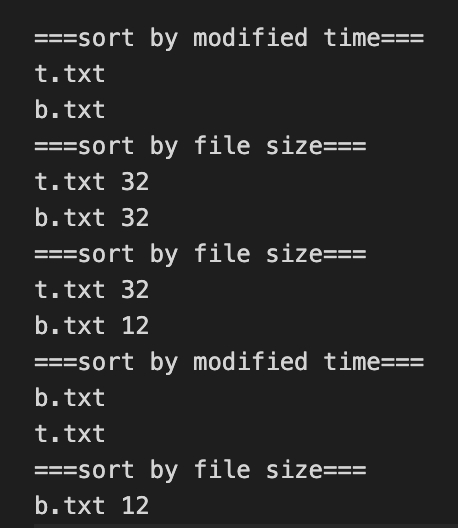 ===sort by modified time===
t.txt
b.txt
===sort by file size===
t.txt 32
b.txt 32
===sort by file size===
t.txt 32
b.txt 12
===sort by modified time===
b.txt
t.txt
===sort by file size===
b.txt 12